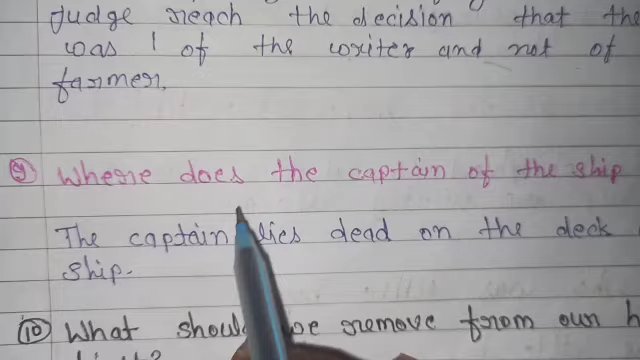 judge reach the decision that the
was 1 of the writer and not of
farmer.
(9) Where does the captain of the ship
The captain lies dead on the deck
ship.
(10) What should we remove from our h